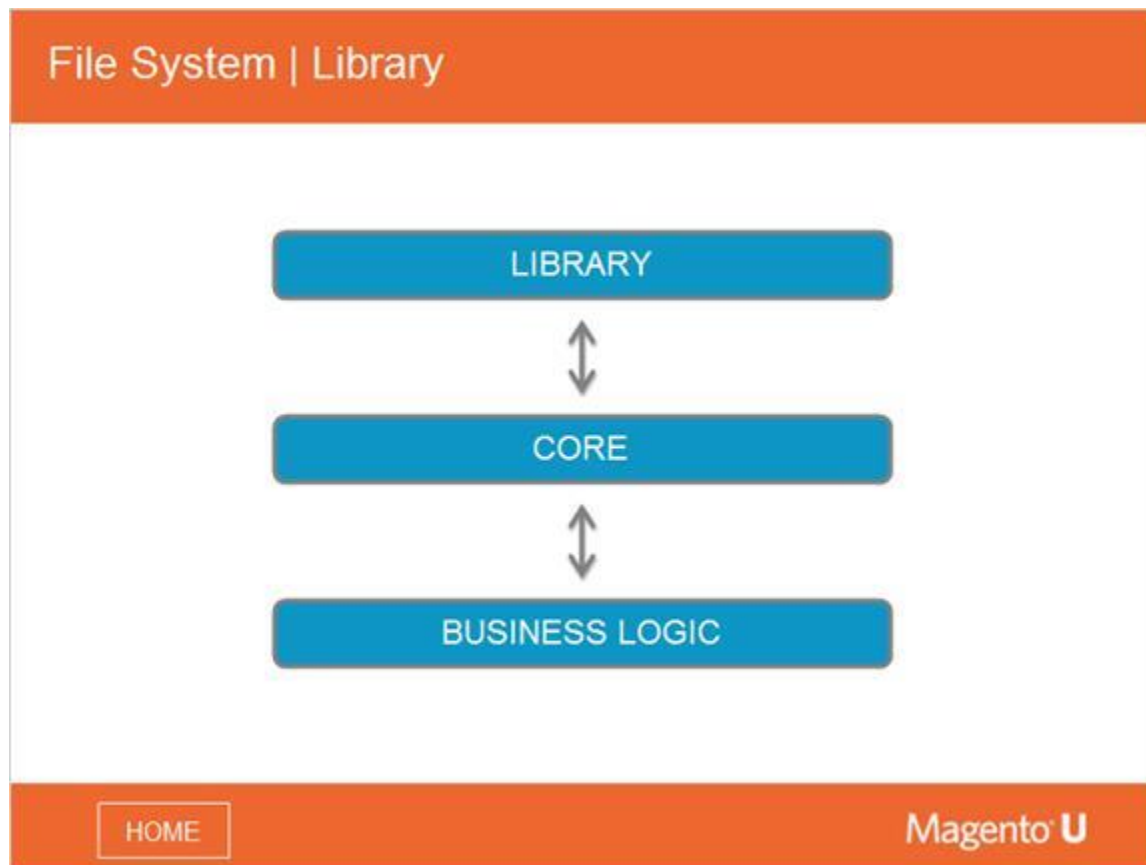 File System | Library
LIBRARY
CORE
BUSINESS LOGIC
HOME
Magento U